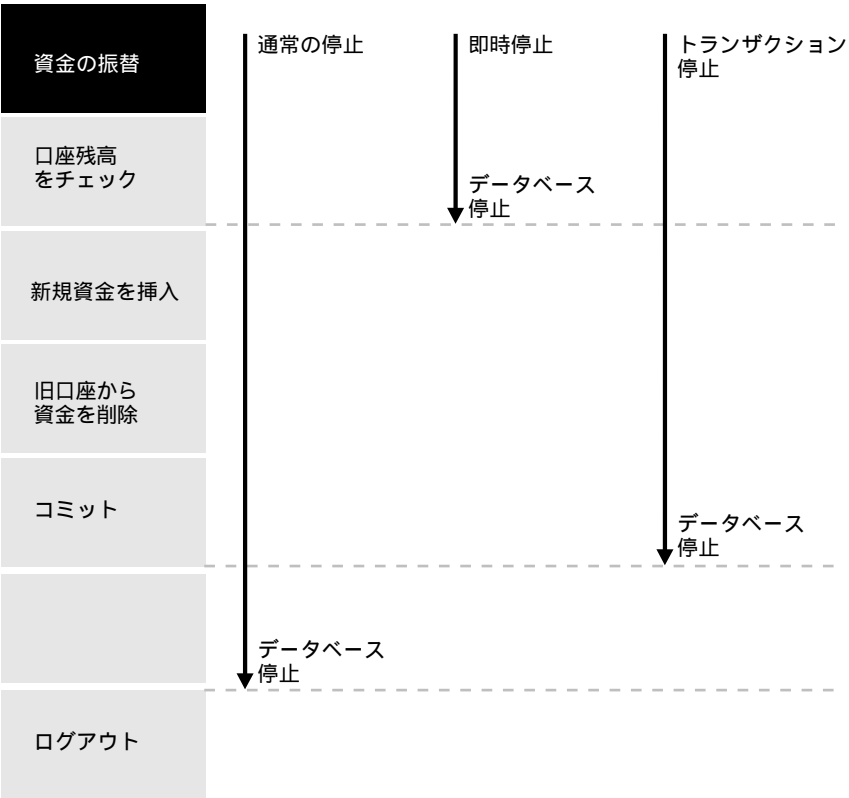 資金の振替
口座残高
をチェック
新規資金を挿入
旧口座から
資金を削除
コミット
ログアウト
通常の停止
データベース
停止
即時停止
データベース
停止
トランザクション
停止
データベース
停止